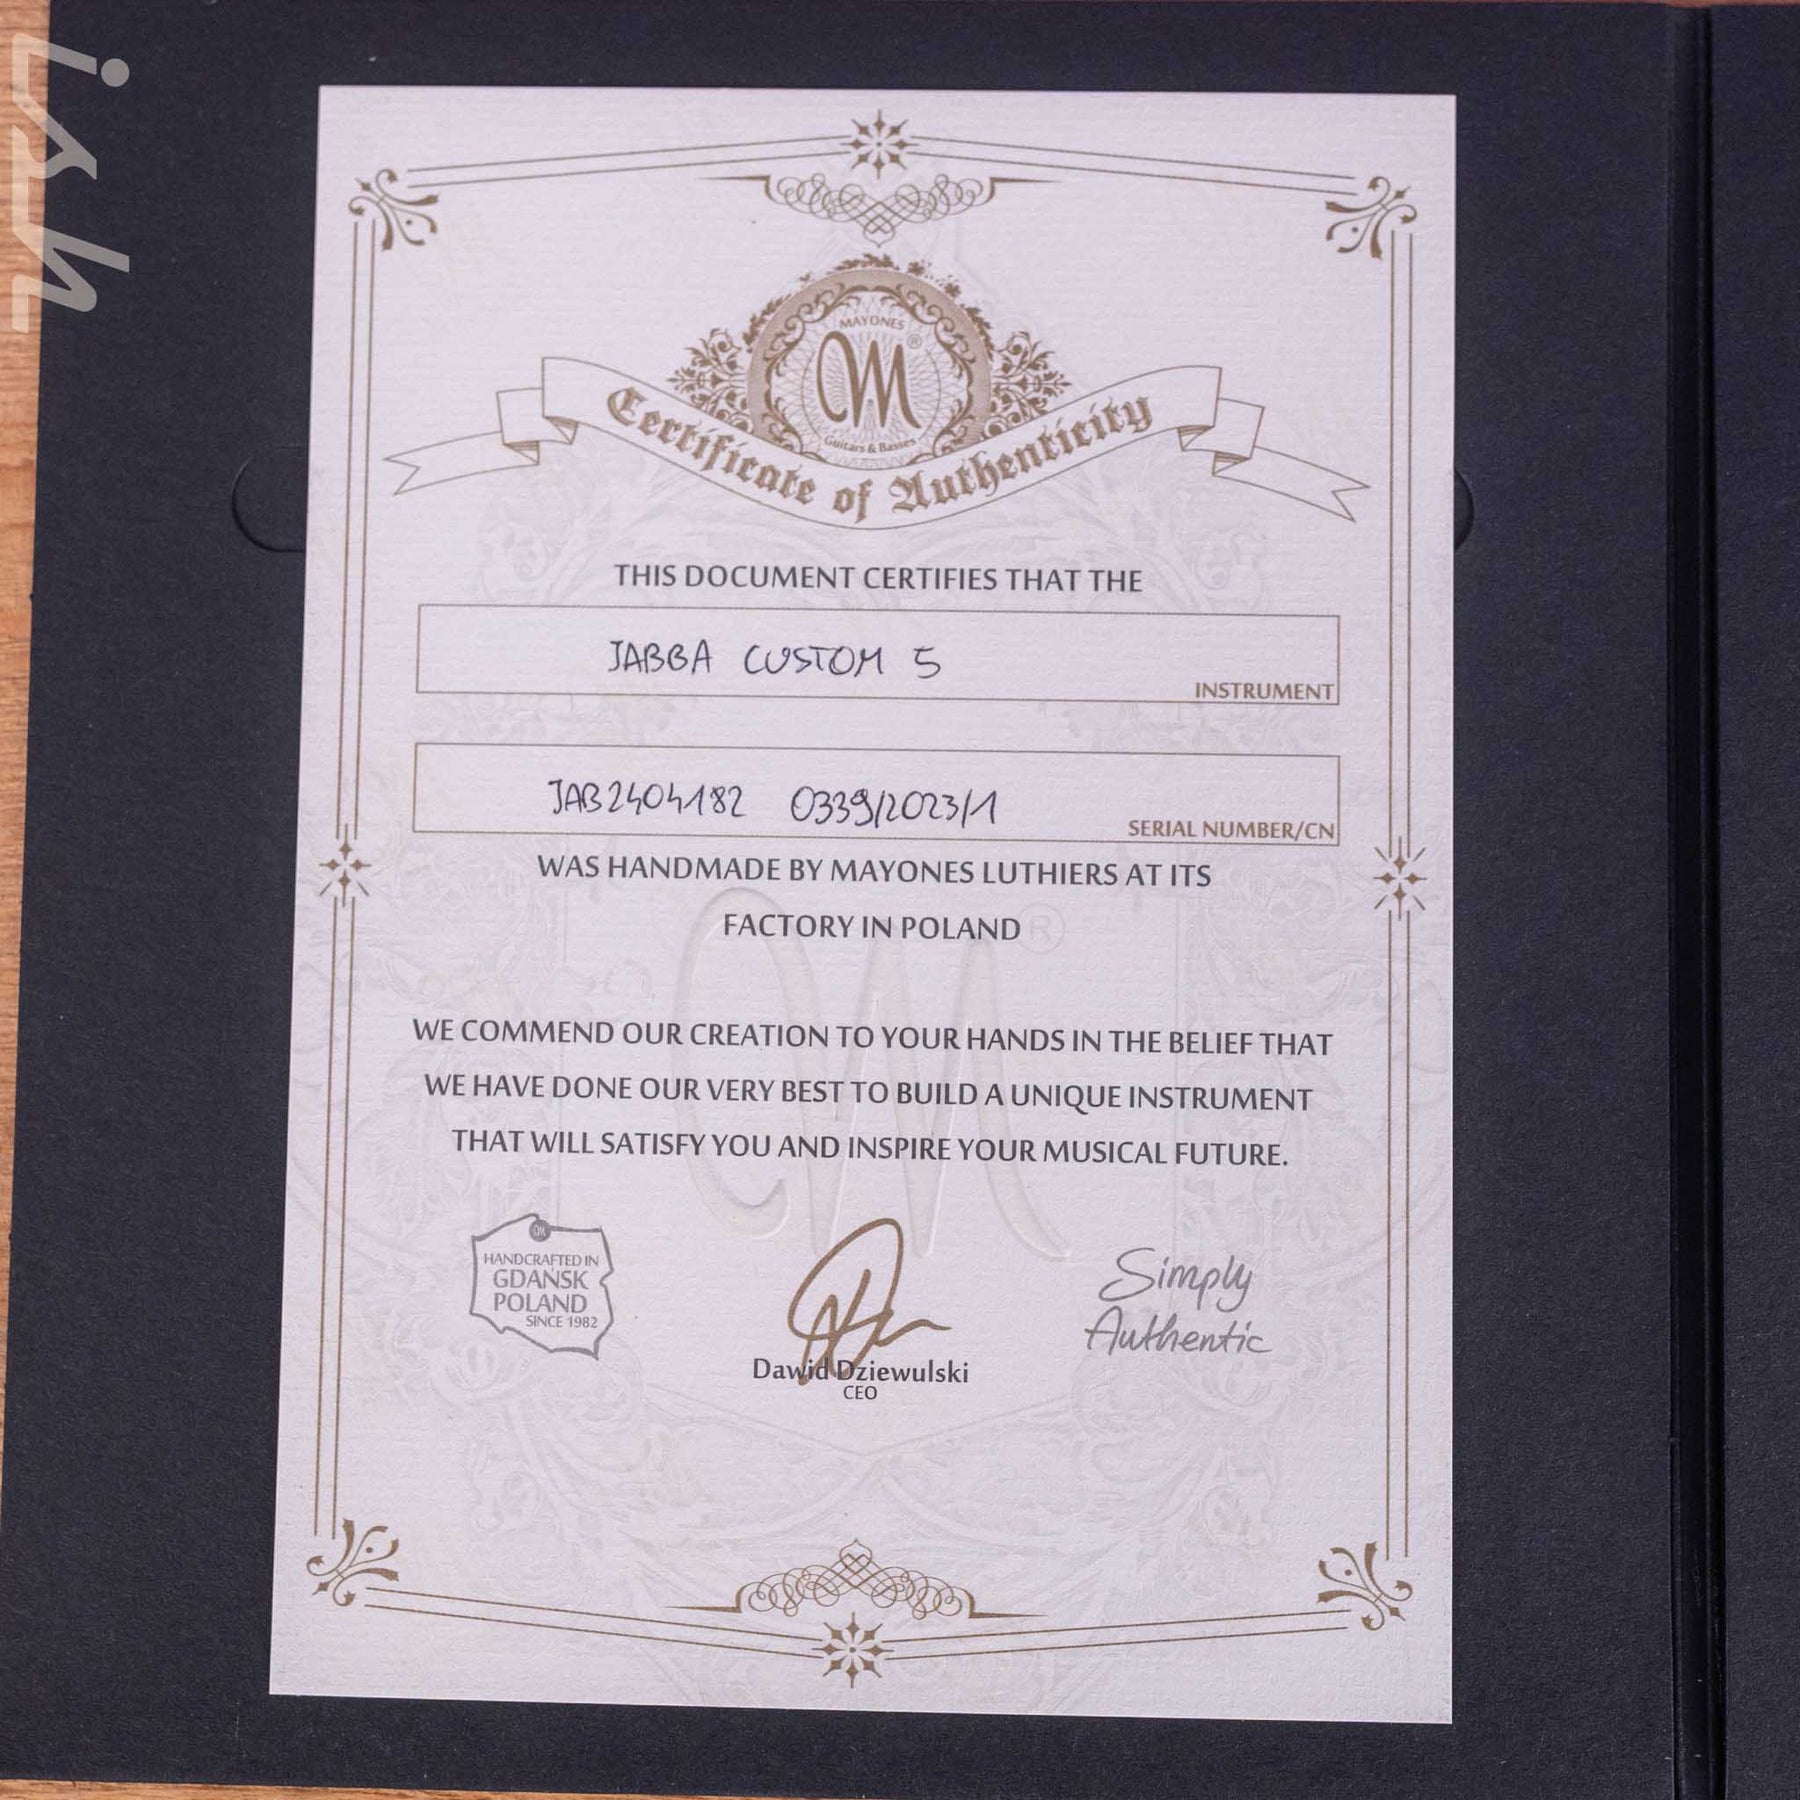 ish
MAYONES
M®
Guitars & Basses
Certificate of Authenticity
THIS DOCUMENT CERTIFIES THAT THE
JABBA CUSTOM 5
INSTRUMENT
JAB2404182 0339/2023/1
SERIAL NUMBER/CN
WAS HANDMADE BY MAYONES LUTHIERS AT ITS
FACTORY IN POLAND
M®
WE COMMEND OUR CREATION TO YOUR HANDS IN THE BELIEF THAT
WE HAVE DONE OUR VERY BEST TO BUILD A UNIQUE INSTRUMENT
THAT WILL SATISFY YOU AND INSPIRE YOUR MUSICAL FUTURE.
M
HANDCRAFTED IN
GDAŃSK
POLAND
SINCE 1982
Dawid Dziewulski
CEO
Simply
Authentic